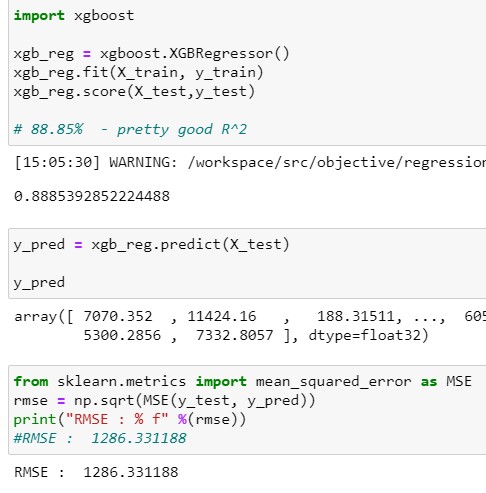 import xgboost
xgb_reg = xgboost.XGBRegressor()
xgb_reg.fit(X_train, y_train)
xgb_reg.score(X_test,y_test)
# 88.85%  - pretty good R^2
[15:05:30] WARNING: /workspace/src/objective/regression
0.8885392852224488
y_pred = xgb_reg.predict(X_test)
y_pred
array([ 7070.352  , 11424.16   ,   188.31511, ...,  605
5300.2856 ,  7332.8057 ], dtype=float32)
from sklearn.metrics import mean_squared_error as MSE
rmse = np.sqrt(MSE(y_test, y_pred))
print("RMSE : % f" %(rmse))
#RMSE :  1286.331188
RMSE :  1286.331188